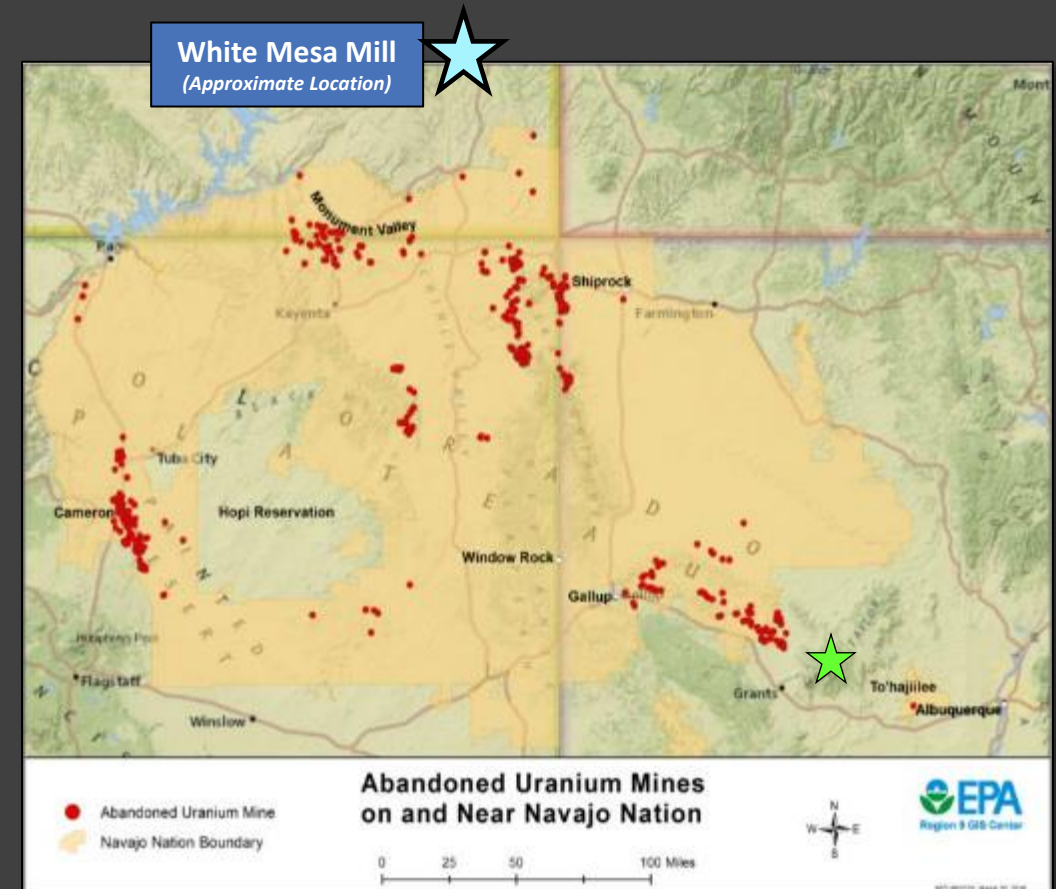 White Mesa Mill
(Approximate Location)
Mont
Monument Valley
Shiprock
Kayenta
Farmington
Tuba City
Cameron
Hopi Reservation
Window Rock
Gallup
Flagstaff
Grants
To'hajiilee
Albuquerque
Winslow
C O L O R A D O
P L A T E A U
Abandoned Uranium Mines
on and Near Navajo Nation
Abandoned Uranium Mine
Navajo Nation Boundary
0 25 50 100 Miles
N
W E
S
EPA
Region 9 GIS Center